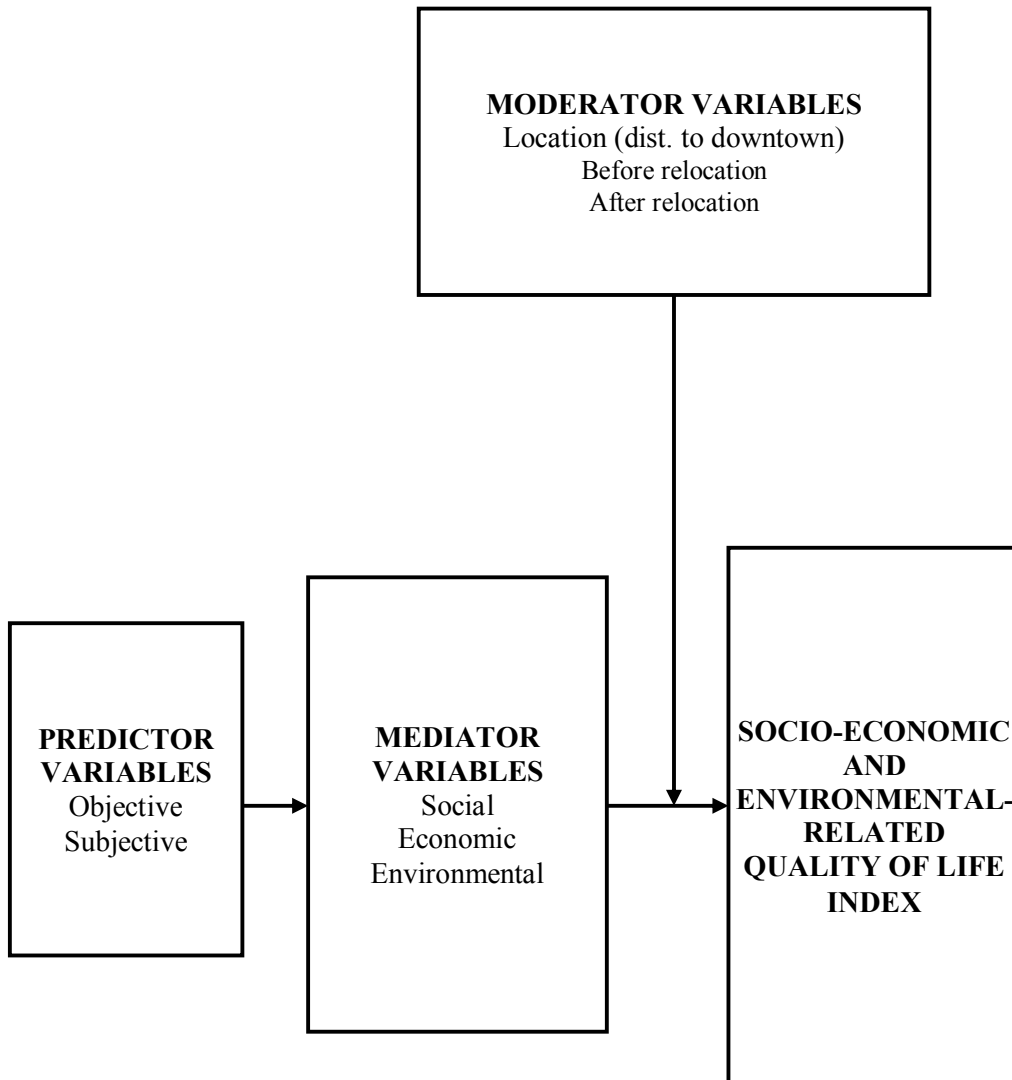 MODERATOR VARIABLES
Location (dist. to downtown)
Before relocation
After relocation
PREDICTOR
VARIABLES
Objective
Subjective
MEDIATOR
VARIABLES
Social
Economic
Environmental
SOCIO-ECONOMIC
AND
ENVIRONMENTAL-
RELATED
QUALITY OF LIFE
INDEX